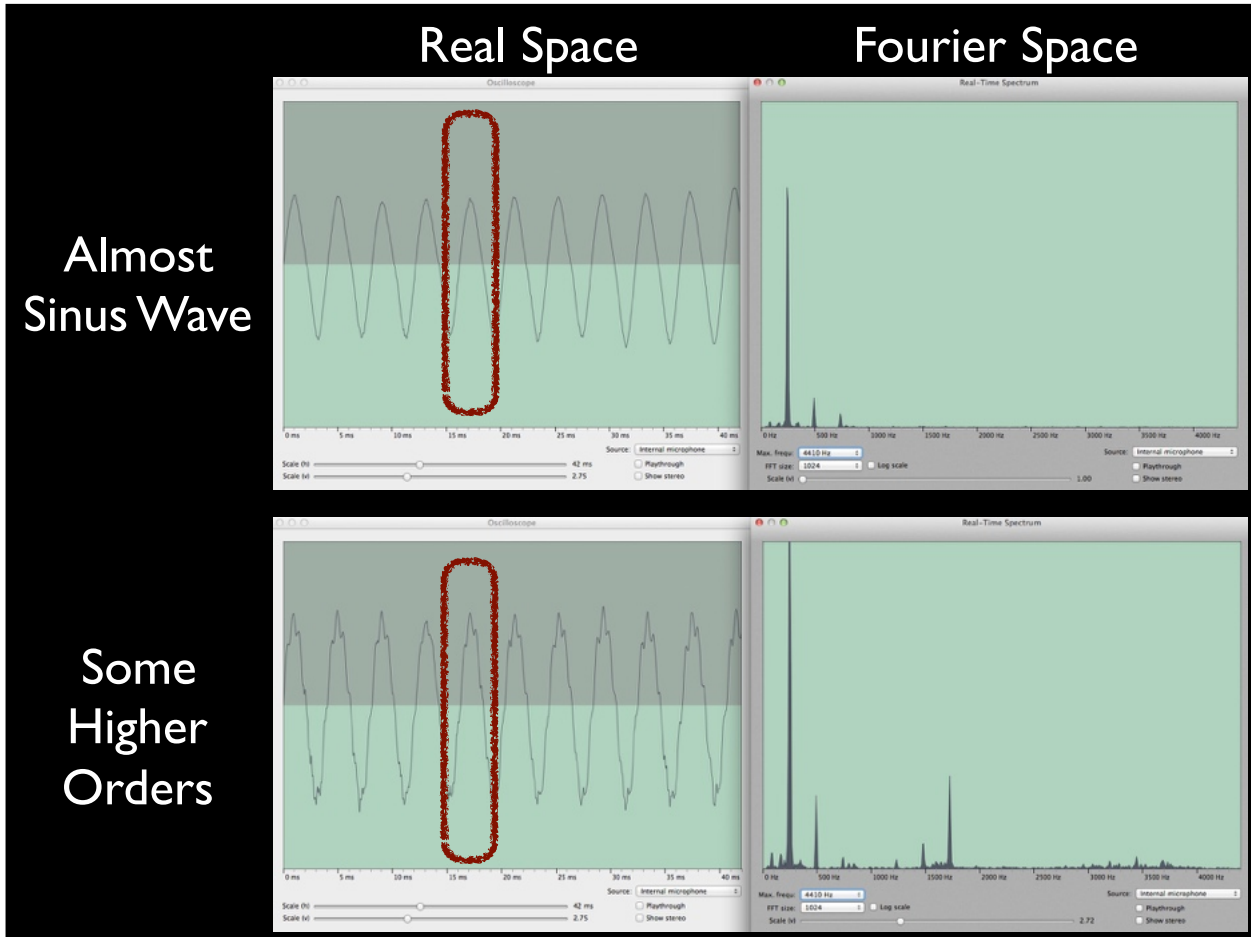 Real Space
Fourier Space
Almost
Sinus Wave
Oscilloscope
0 ms 5 ms 10 ms 15 ms 20 ms 25 ms 30 ms 35 ms 40 ms
Source: Internal microphone
Scale (h) 42 ms Playthrough
Scale (v) 2.75 Show stereo
Real-Time Spectrum
0 Hz 500 Hz 1000 Hz 1500 Hz 2000 Hz 2500 Hz 3000 Hz 3500 Hz 4000 Hz
Max. frequ: 4410 Hz Source: Internal microphone
FFT size: 1024 Log scale Playthrough
Scale (v) 1.00 Show stereo
Some
Higher
Orders
Oscilloscope
0 ms 5 ms 10 ms 15 ms 20 ms 25 ms 30 ms 35 ms 40 ms
Source: Internal microphone
Scale (h) 42 ms Playthrough
Scale (v) 2.75 Show stereo
Real-Time Spectrum
0 Hz 500 Hz 1000 Hz 1500 Hz 2000 Hz 2500 Hz 3000 Hz 3500 Hz 4000 Hz
Max. frequ: 4410 Hz Source: Internal microphone
FFT size: 1024 Log scale Playthrough
Scale (v) 2.72 Show stereo